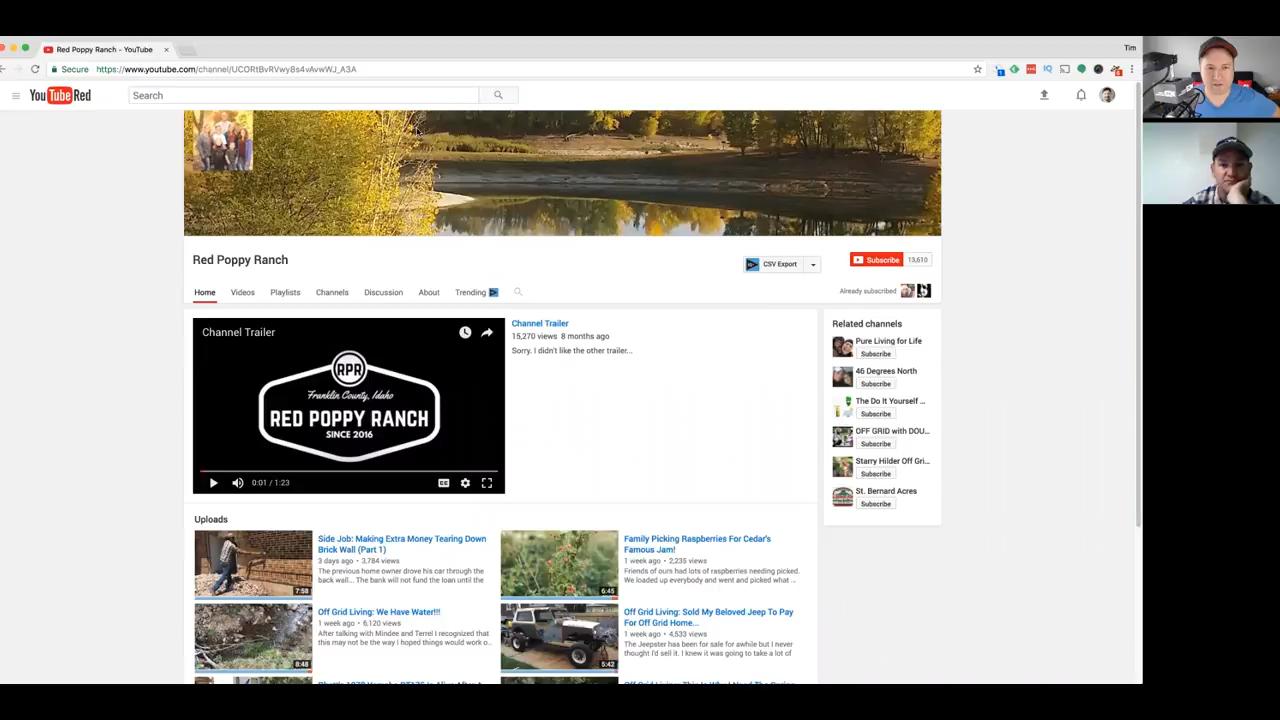 Red Poppy Ranch - YouTube
Tim
Secure https://www.youtube.com/channel/UCORtBvRVwy8s4vAvwWJ_A3A
YouTube Red
Search
Red Poppy Ranch
CSV Export
Subscribe 13,610
Home Videos Playlists Channels Discussion About Trending
Already subscribed
Channel Trailer
RPR
Franklin County, Idaho
RED POPPY RANCH
SINCE 2016
0:01 / 1:23
Channel Trailer
15,270 views 8 months ago
Sorry. I didn't like the other trailer...
Related channels
Pure Living for Life
Subscribe
46 Degrees North
Subscribe
The Do It Yourself ...
Subscribe
OFF GRID with DOU...
Subscribe
Starry Hilder Off Gri...
Subscribe
St. Bernard Acres
Subscribe
Uploads
7:58
Side Job: Making Extra Money Tearing Down
Brick Wall (Part 1)
3 days ago • 3,784 views
The previous home owner drove his car through the
back wall... The bank will not fund the loan until the
6:45
Family Picking Raspberries For Cedar's
Famous Jam!
1 week ago • 2,235 views
Friends of ours had lots of raspberries needing picked.
We loaded up everybody and went and picked what ...
8:48
Off Grid Living: We Have Water!!!
1 week ago • 6,120 views
After talking with Mindee and Terrel I recognized that
this may not be the way I hoped things would work o...
5:42
Off Grid Living: Sold My Beloved Jeep To Pay
For Off Grid Home...
1 week ago • 4,533 views
The Jeepster has been for sale for awhile but I never
thought I'd sell it. I knew it was going to take a lot of